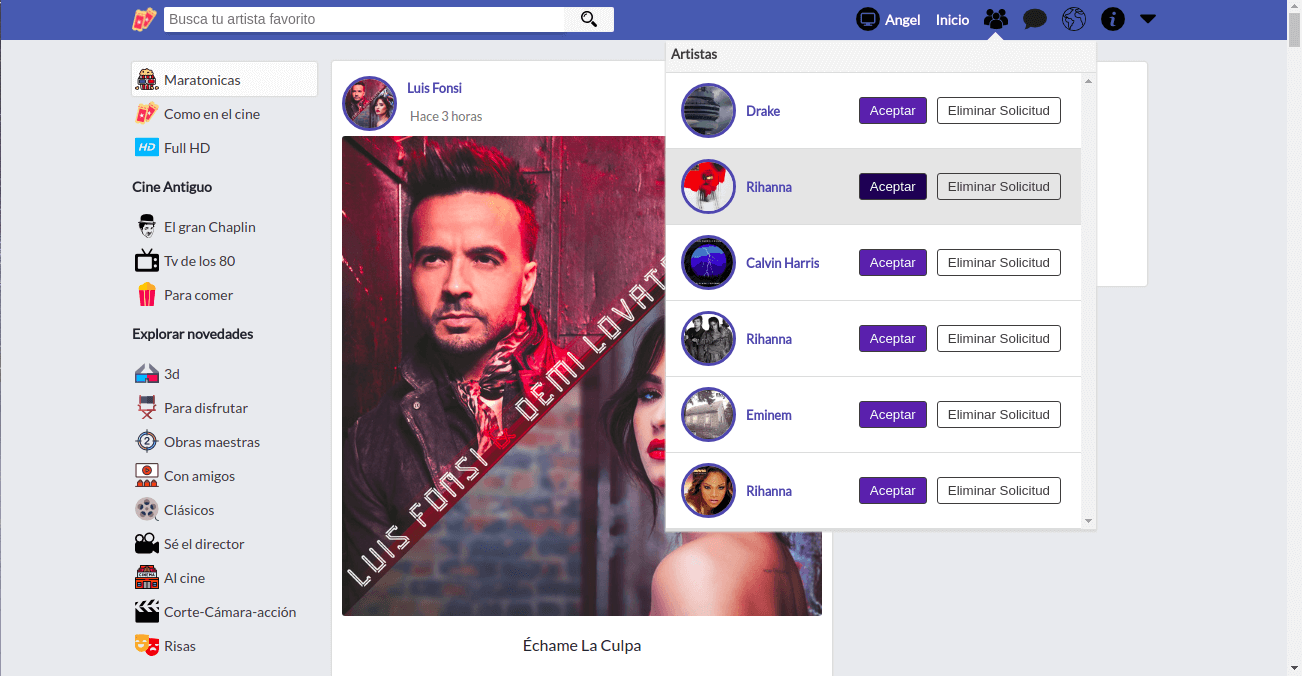 Busca tu artista favorito
Angel
Inicio
Maratonicas
Como en el cine
HD Full HD
Cine Antiguo
El gran Chaplin
Tv de los 80
Para comer
Explorar novedades
3d
Para disfrutar
2 Obras maestras
Con amigos
Clásicos
Sé el director
CINEMA Al cine
Corte-Cámara-acción
Risas
Luis Fonsi
Hace 3 horas
LUIS FONSI & DEMI LOVATO
Échame La Culpa
Artistas
Drake Aceptar Eliminar Solicitud
Rihanna Aceptar Eliminar Solicitud
Calvin Harris Aceptar Eliminar Solicitud
Rihanna Aceptar Eliminar Solicitud
Eminem Aceptar Eliminar Solicitud
Rihanna Aceptar Eliminar Solicitud